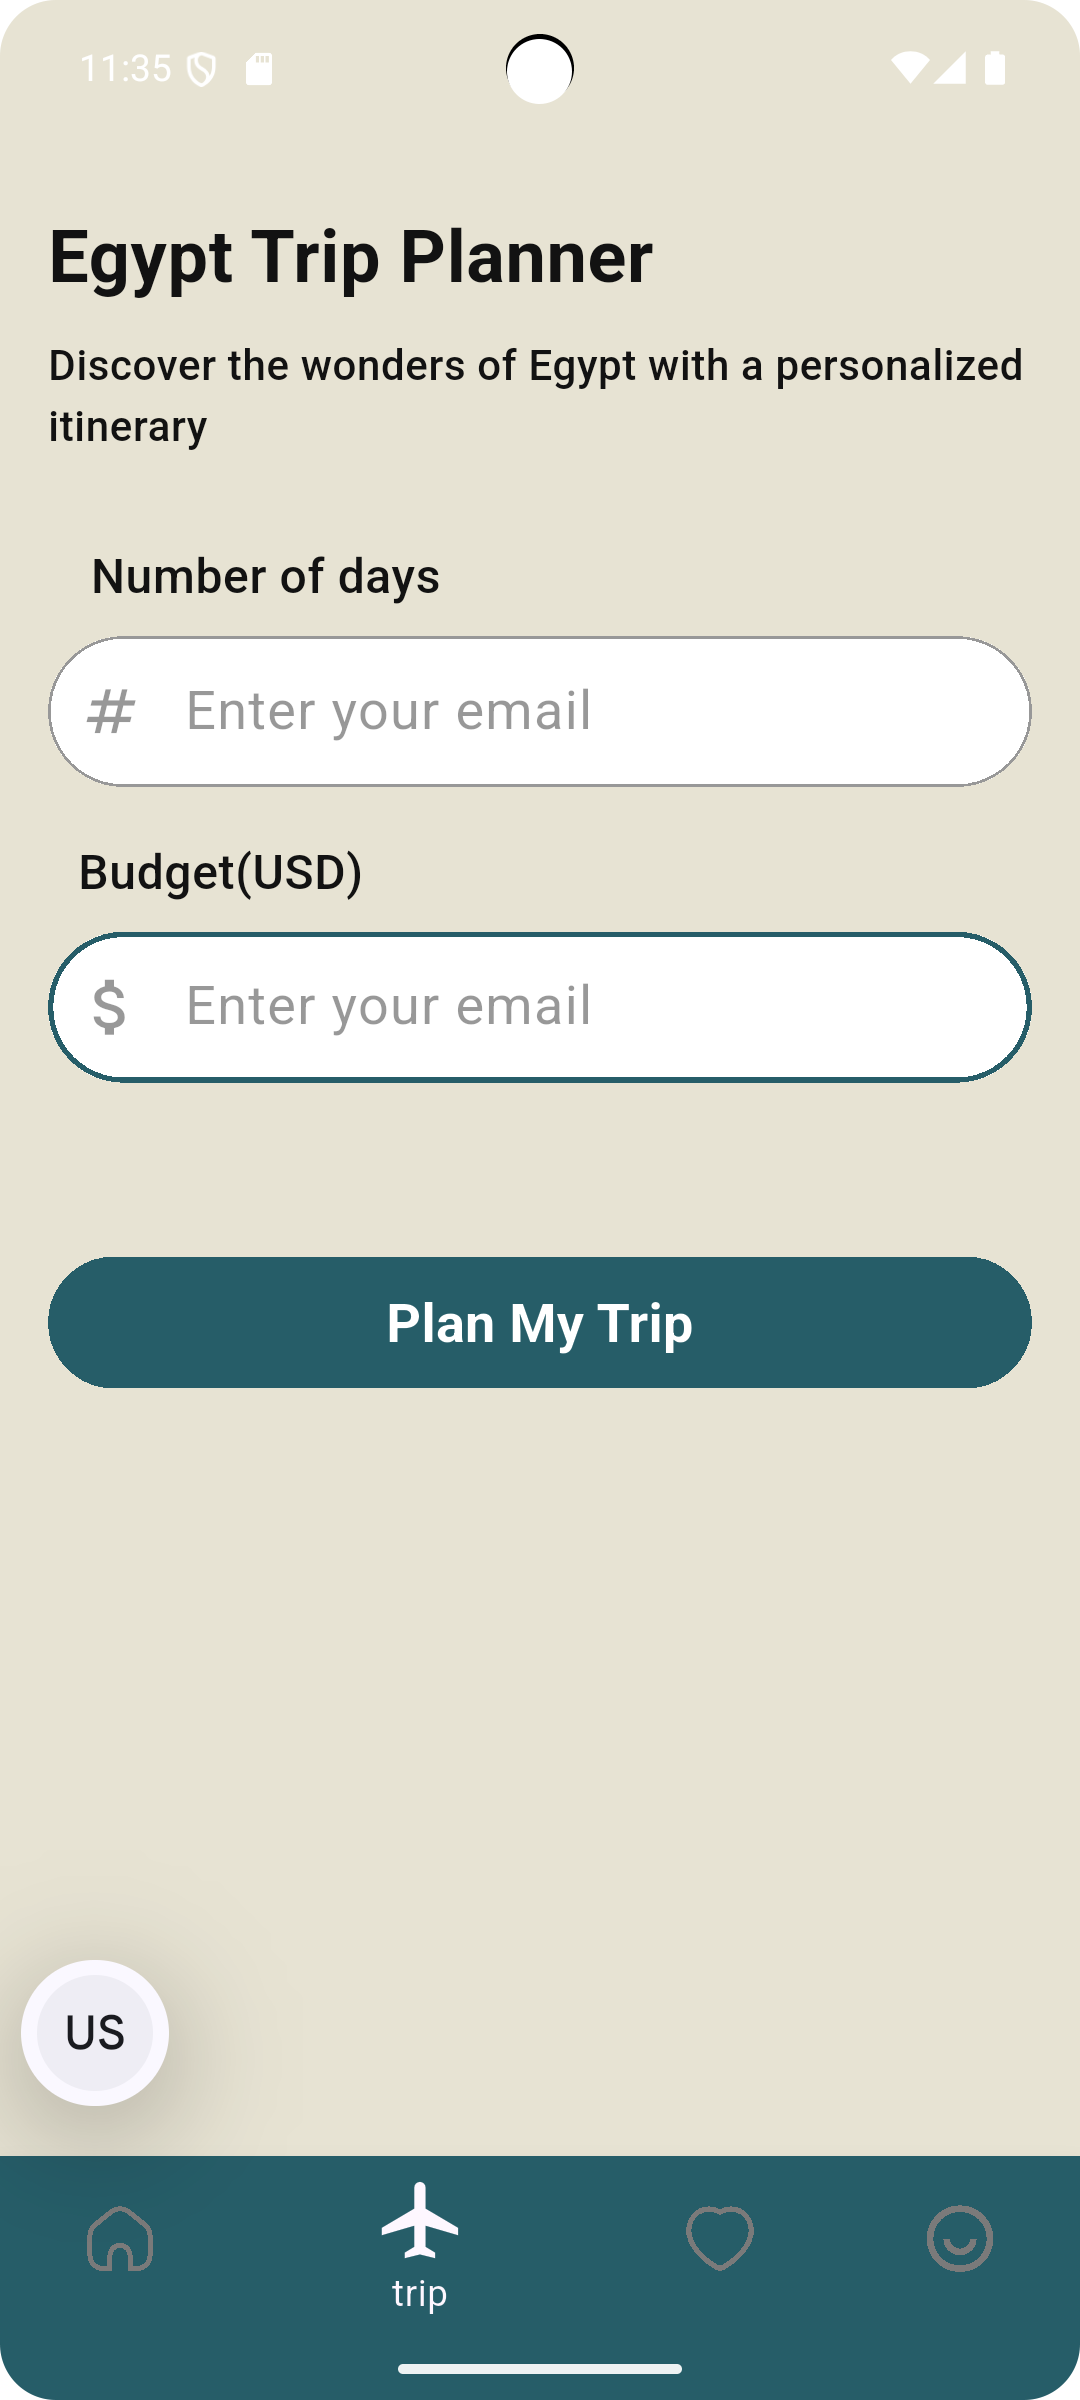 11:35
Egypt Trip Planner
Discover the wonders of Egypt with a personalized
itinerary
Number of days
# Enter your email
Budget(USD)
$ Enter your email
Plan My Trip
US
trip